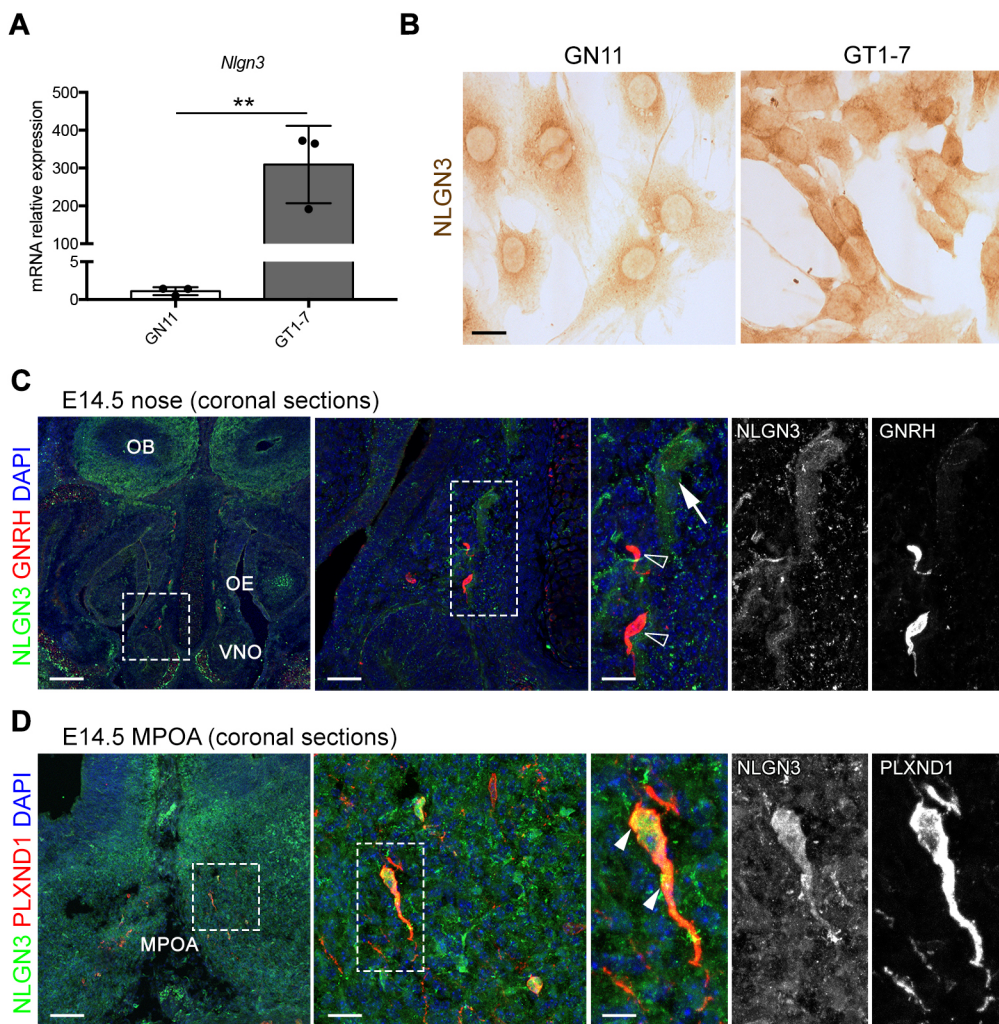 A
Nlgn3
**
mRNA relative expression
500
400
300
200
100
5
0
GN11
GT1-7
B
GN11
GT1-7
NLGN3
C
E14.5 nose (coronal sections)
NLGN3 GNRH DAPI
OB
OE
VNO
NLGN3
GNRH
D
E14.5 MPOA (coronal sections)
NLGN3 PLXND1 DAPI
MPOA
NLGN3
PLXND1